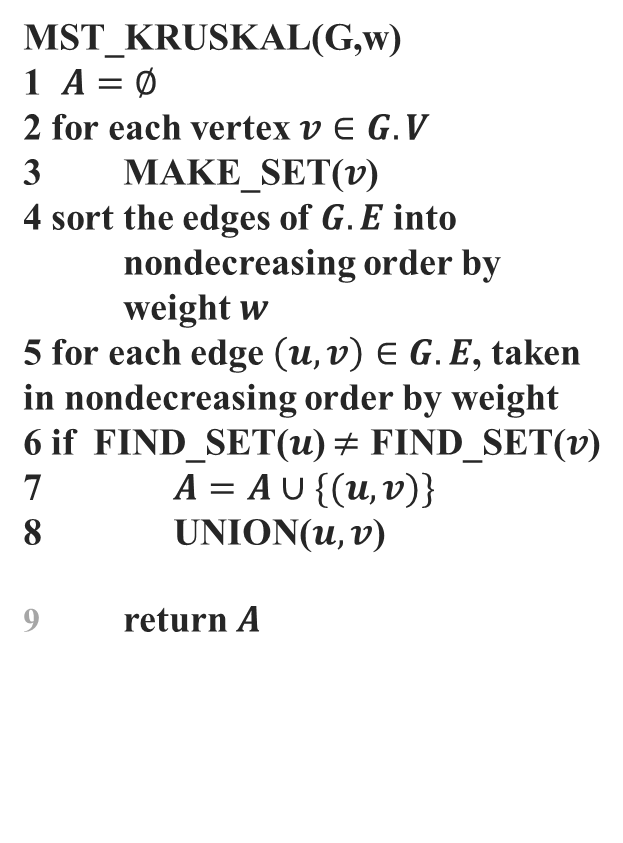 MST_KRUSKAL(G,w)
1 A = ∅
2 for each vertex v ∈ G.V
3 MAKE_SET(v)
4 sort the edges of G.E into
nondecreasing order by
weight w
5 for each edge (u,v) ∈ G.E, taken
in nondecreasing order by weight
6 if FIND_SET(u) ≠ FIND_SET(v)
7 A = A ∪ {(u,v)}
8 UNION(u,v)
9 return A